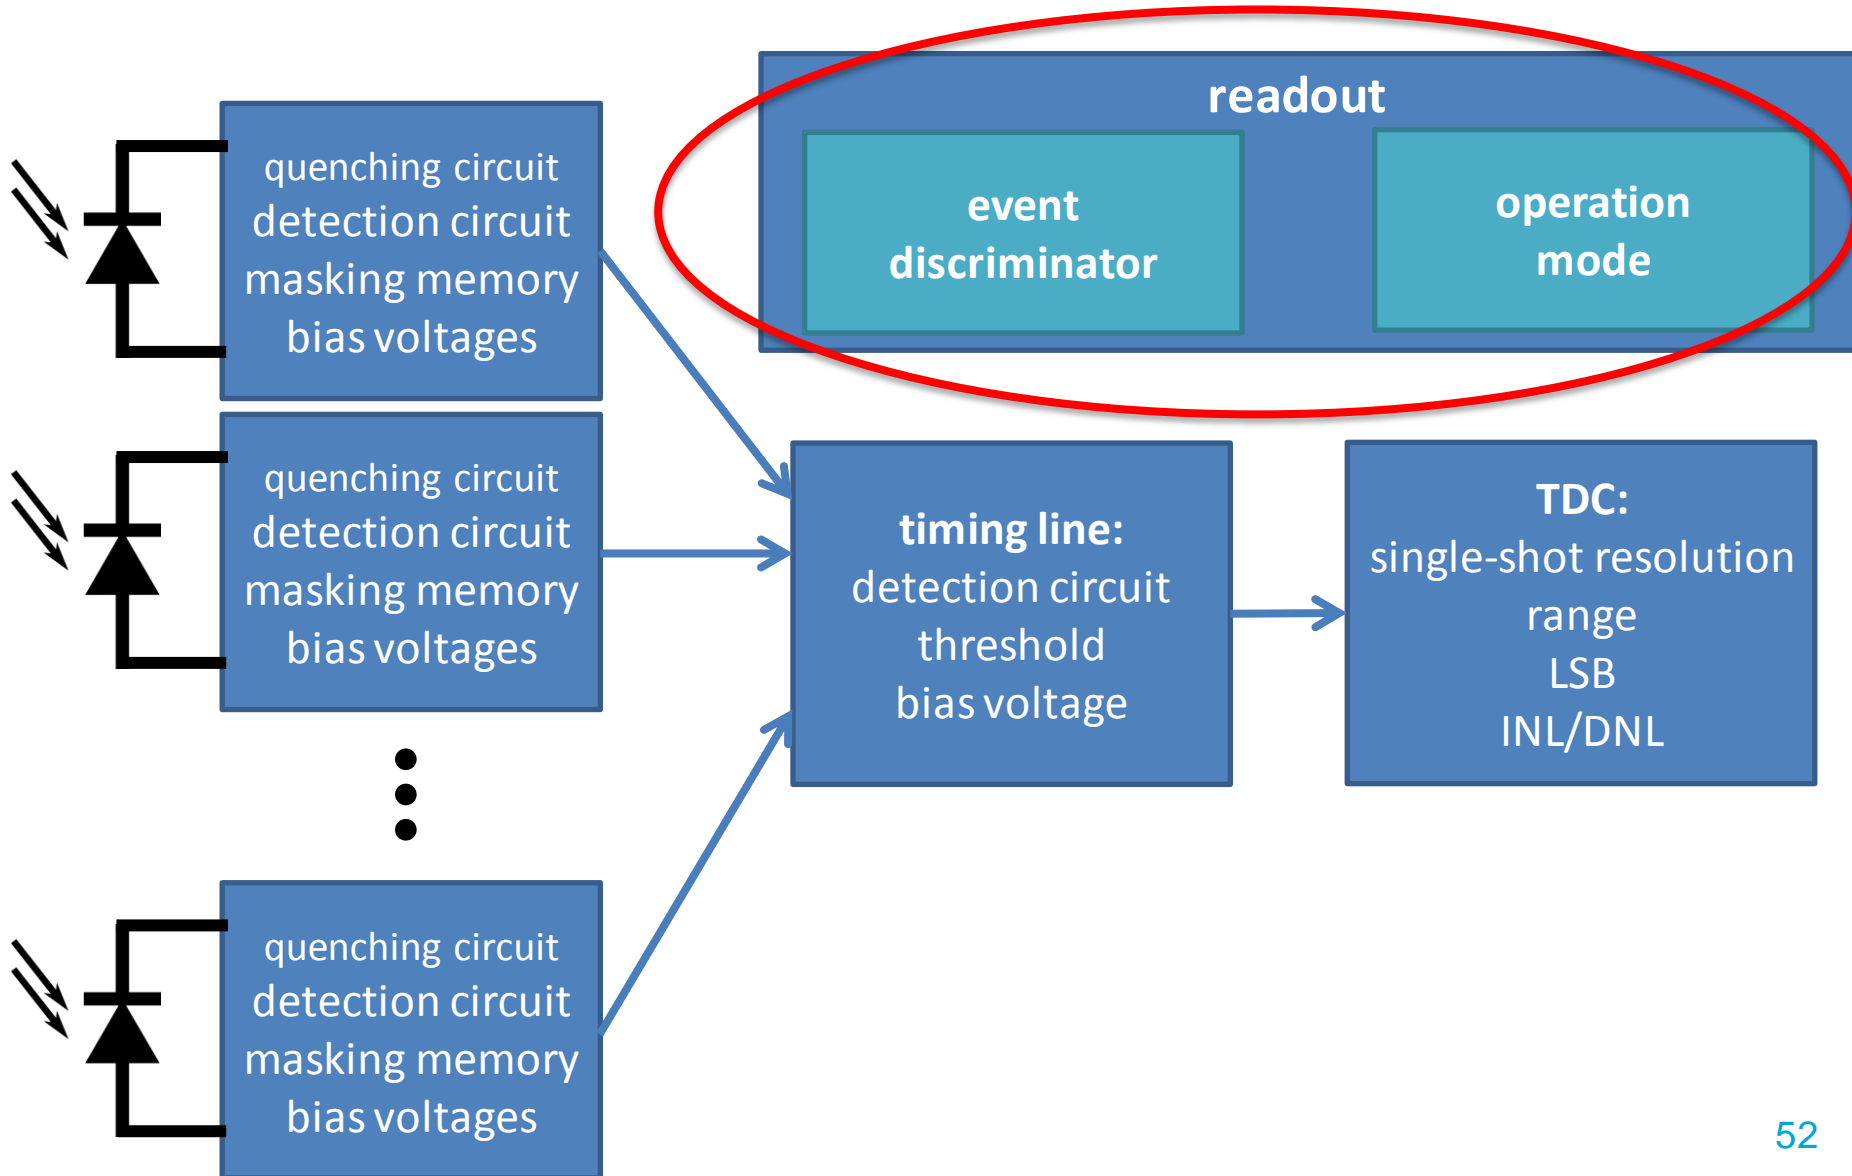 readout
event
discriminator
operation
mode
quenching circuit
detection circuit
masking memory
bias voltages
quenching circuit
detection circuit
masking memory
bias voltages
timing line:
detection circuit
threshold
bias voltage
TDC:
single-shot resolution
range
LSB
INL/DNL
quenching circuit
detection circuit
masking memory
bias voltages
52